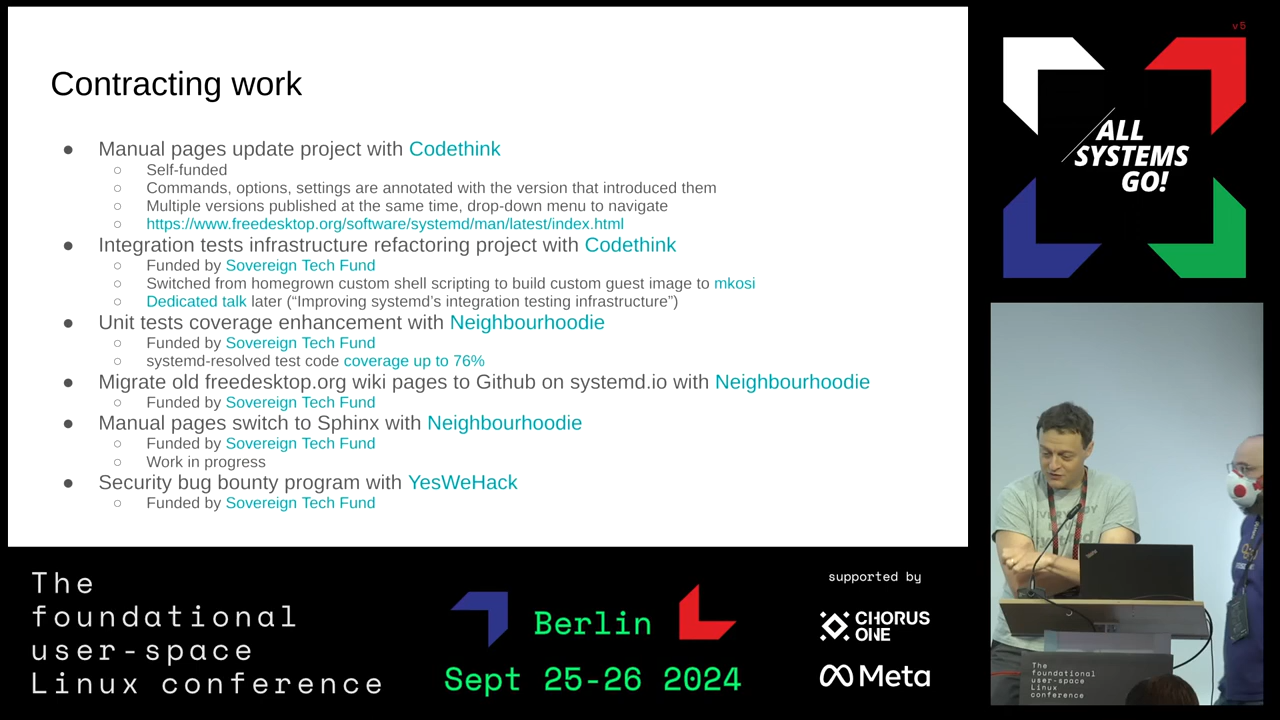 Contracting work
● Manual pages update project with Codethink
○ Self-funded
○ Commands, options, settings are annotated with the version that introduced them
○ Multiple versions published at the same time, drop-down menu to navigate
○ https://www.freedesktop.org/software/systemd/man/latest/index.html
● Integration tests infrastructure refactoring project with Codethink
○ Funded by Sovereign Tech Fund
○ Switched from homegrown custom shell scripting to build custom guest image to mkosi
○ Dedicated talk later (“Improving systemd’s integration testing infrastructure”)
● Unit tests coverage enhancement with Neighbourhoodie
○ Funded by Sovereign Tech Fund
○ systemd-resolved test code coverage up to 76%
● Migrate old freedesktop.org wiki pages to Github on systemd.io with Neighbourhoodie
○ Funded by Sovereign Tech Fund
● Manual pages switch to Sphinx with Neighbourhoodie
○ Funded by Sovereign Tech Fund
○ Work in progress
● Security bug bounty program with YesWeHack
○ Funded by Sovereign Tech Fund
v5
ALL
SYSTEMS
GO!
The
foundational
user-space
Linux
conference
The
foundational
user-space
Linux conference
Berlin
Sept 25-26 2024
supported by
CHORUS
ONE
Meta